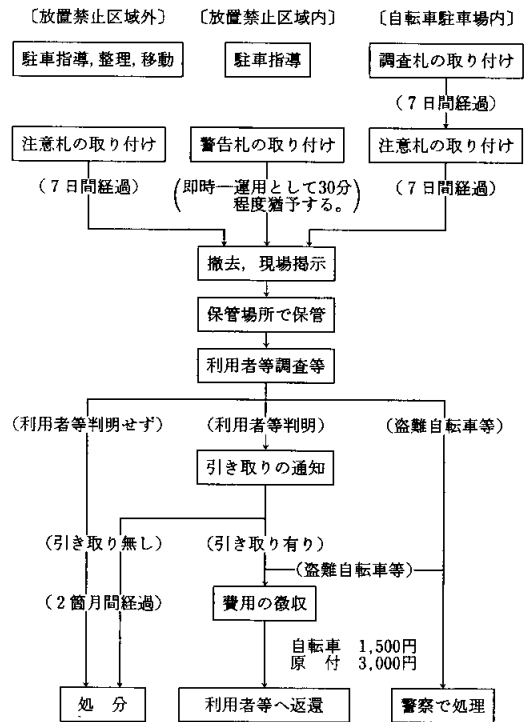 〔放置禁止区域外〕 〔放置禁止区域内〕 〔自転車駐車場内〕
駐車指導,整理,移動 駐車指導 調査札の取り付け
(7日間経過)
注意札の取り付け 警告札の取り付け 注意札の取り付け
(7日間経過) (即時―運用として30分程度猶予する。) (7日間経過)
撤去,現場掲示
保管場所で保管
利用者等調査等
(利用者等判明せず) (利用者等判明) (盗難自転車等)
引き取りの通知
(引き取り無し) (引き取り有り)
(盗難自転車等)
(2箇月間経過) 費用の徴収
自転車 1,500円
原付 3,000円
処分 利用者等へ返還 警察で処理